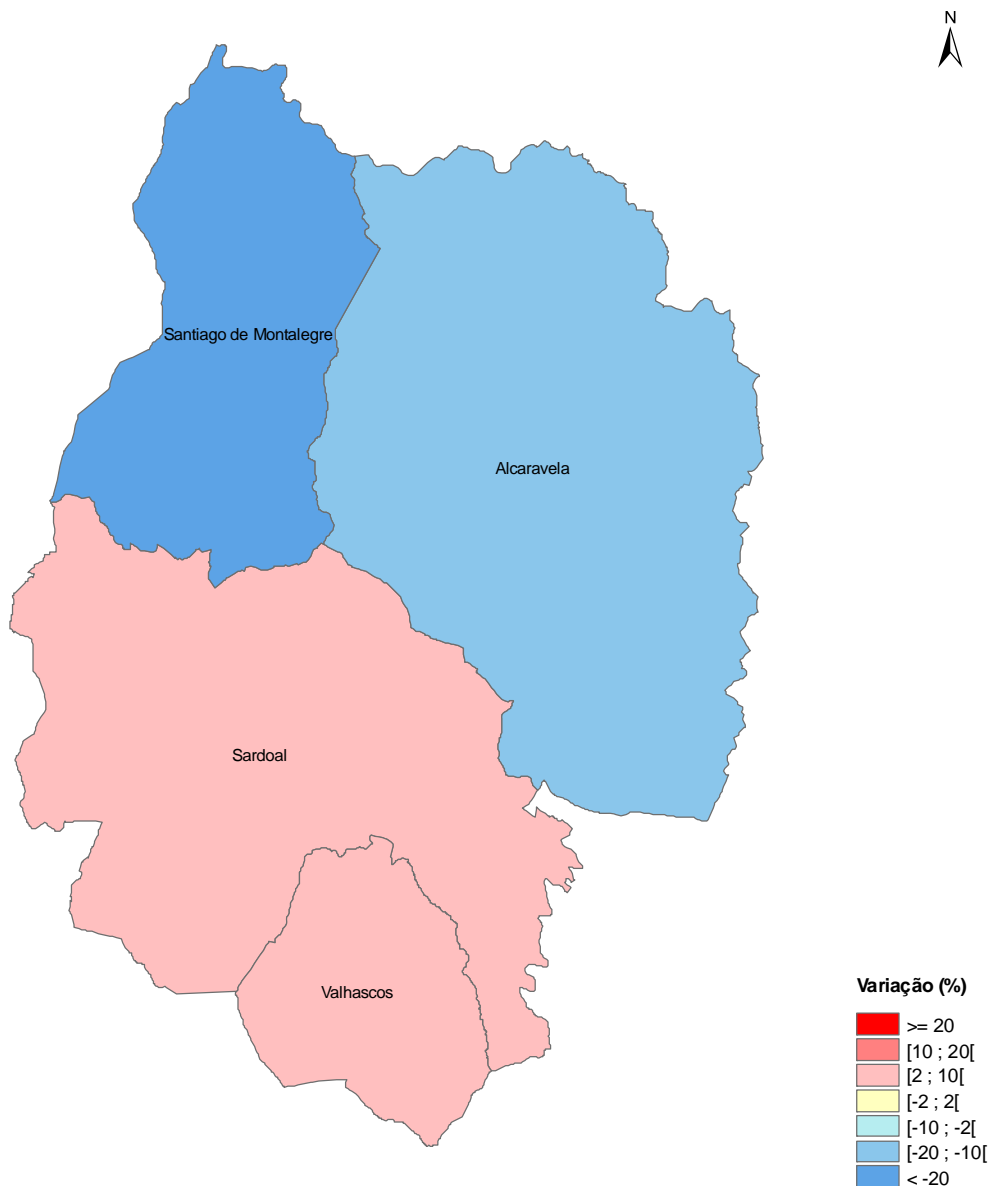 N
Santiago de Montalegre
Alcaravela
Sardoal
Valhascos
Variação (%)
>= 20
[10 ; 20[
[2 ; 10[
[-2 ; 2[
[-10 ; -2[
[-20 ; -10[
< -20